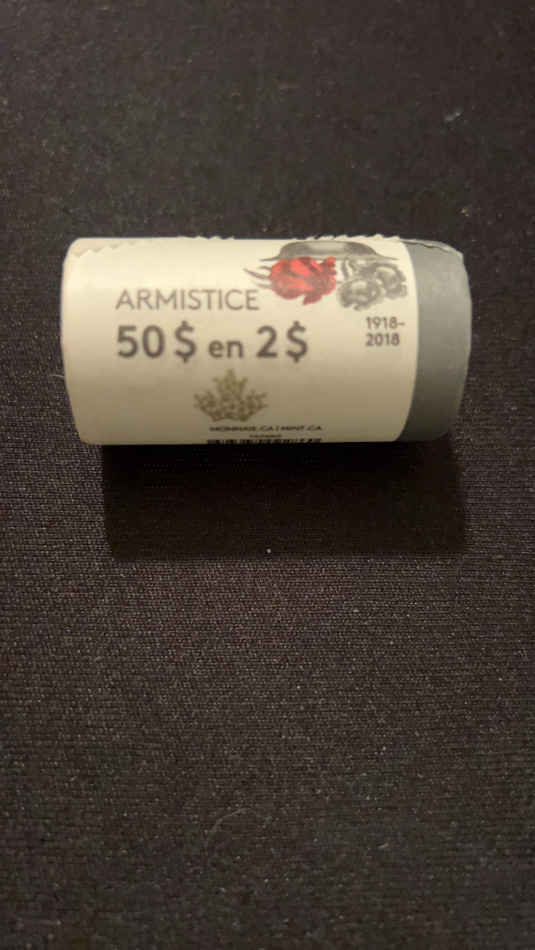 ARMISTICE
50$ en 2$
1918–
2018
MONNAIE.CA | MINT.CA